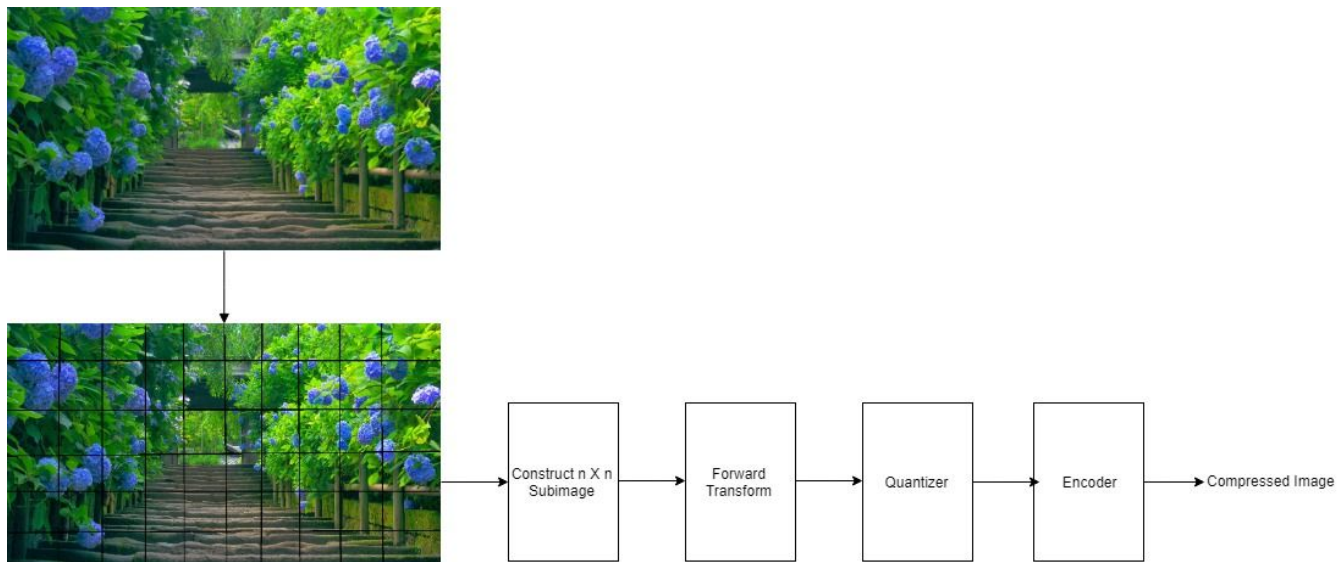 Construct n X n
Subimage
Forward
Transform
Quantizer
Encoder
Compressed Image